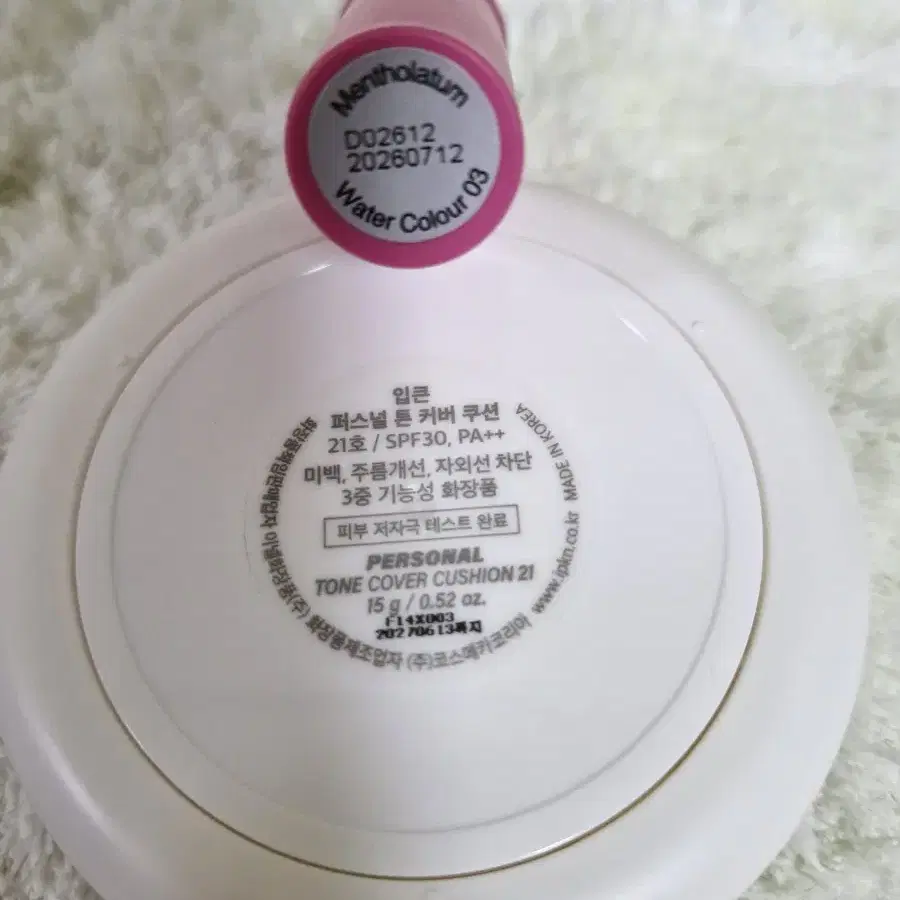 Mentholatum
D02612
20260712
Water Colour 03
입큰
퍼스널 톤 커버 쿠션
21호 / SPF30, PA++
미백, 주름개선, 자외선 차단
3중 기능성 화장품
피부 저자극 테스트 완료
PERSONAL
TONE COVER CUSHION 21
15 g / 0.52 oz.
F14X003
20270613까지
화장품제조업자 (주)코스메카코리아 www.ipkn.co.kr MADE IN KOREA